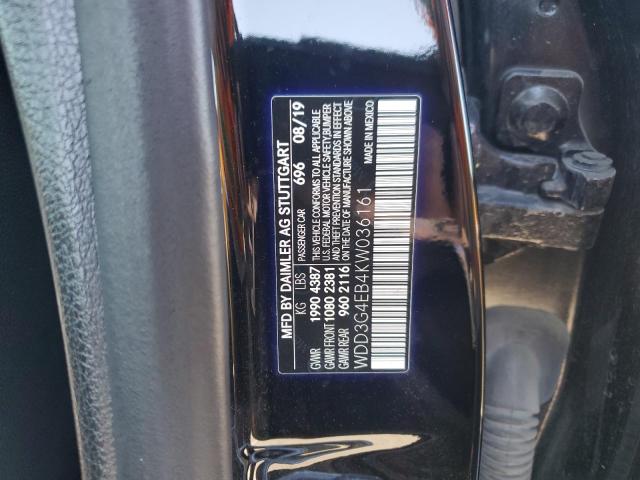 MFD BY DAIMLER AG STUTTGART
PASSENGER CAR 696 08/19
KG LBS
GVWR 1990 4387
GAWR FRONT 1080 2381
GAWR REAR 960 2116
THIS VEHICLE CONFORMS TO ALL APPLICABLE
U.S. FEDERAL MOTOR VEHICLE SAFETY, BUMPER
AND THEFT PREVENTION STANDARDS IN EFFECT
ON THE DATE OF MANUFACTURE SHOWN ABOVE
WDD3G4EB4KW036161 MADE IN MEXICO